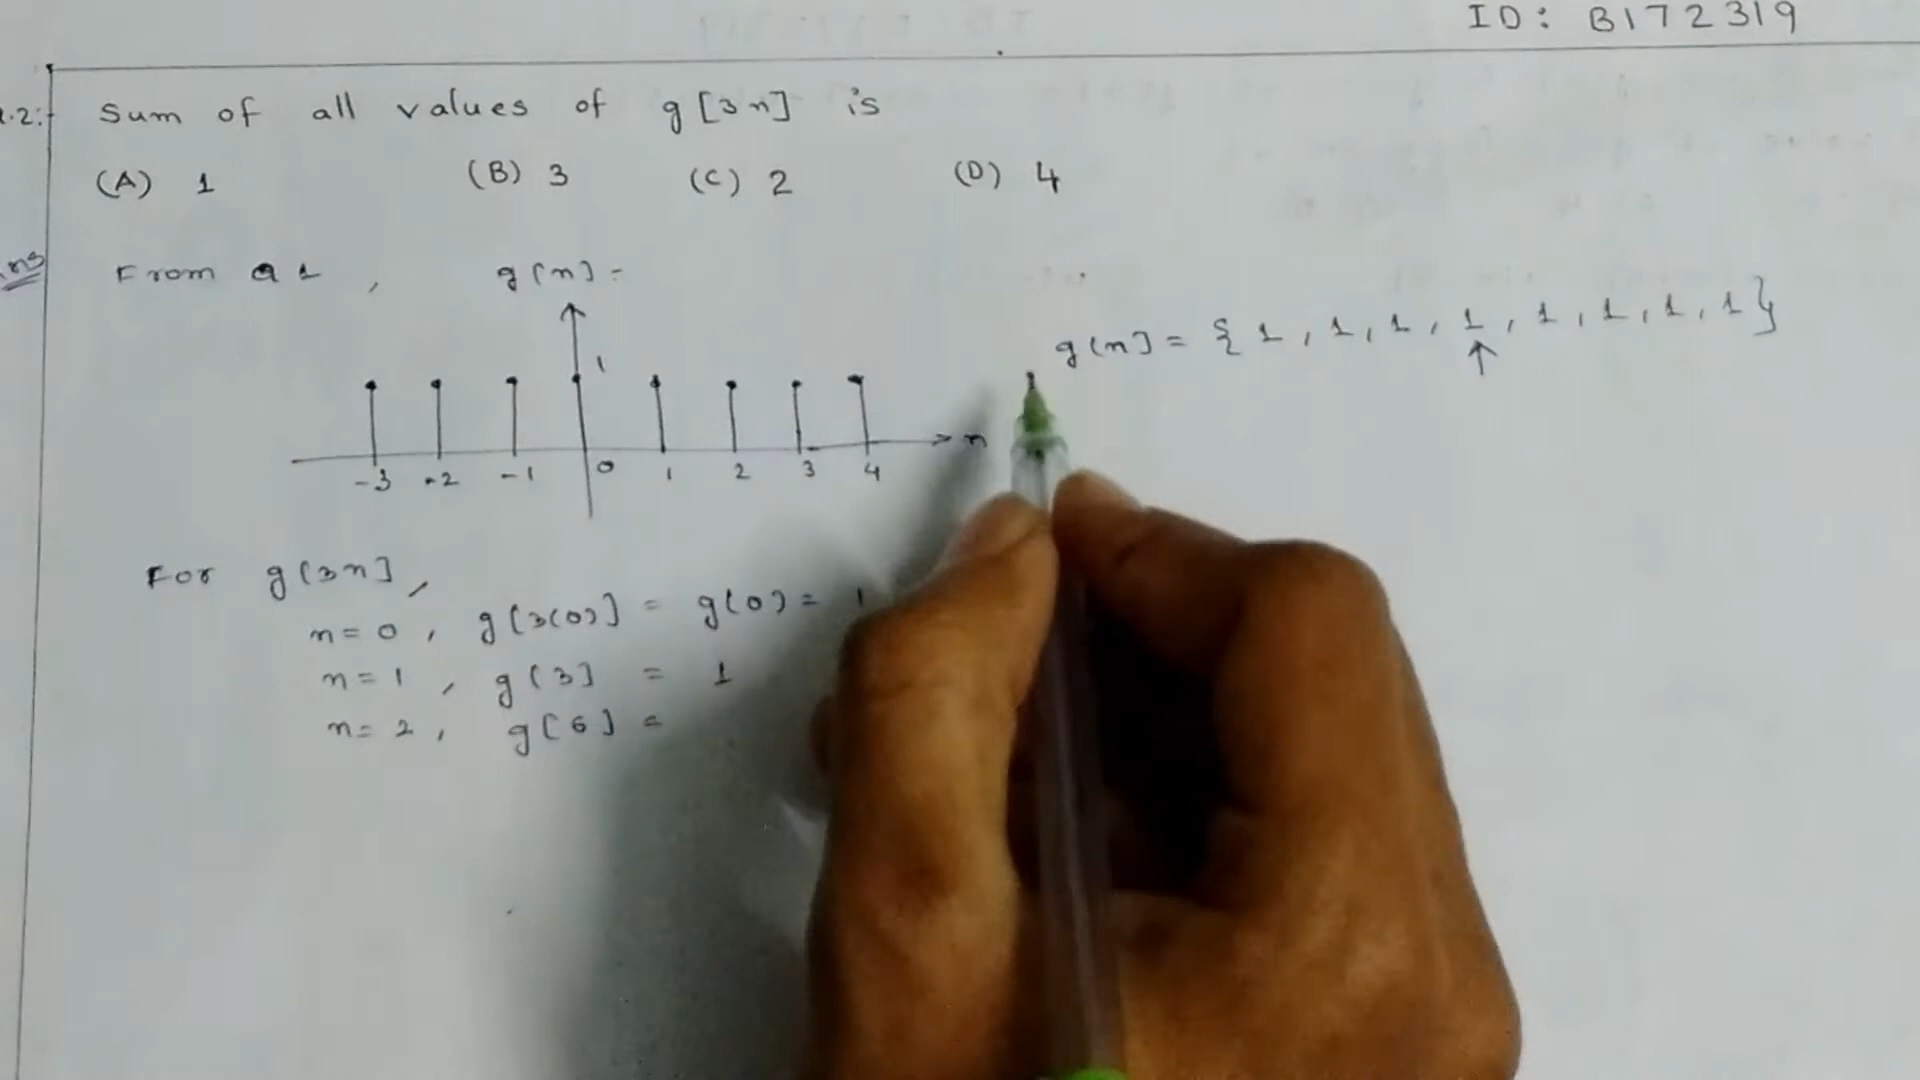 ID: B172319
.2:- Sum of all values of g[3n] is
(A) 1 (B) 3 (C) 2 (D) 4
ns From Q1, g[n] =
1
g[n] = {1, 1, 1, 1, 1, 1, 1, 1}
↑
-3 -2 -1 0 1 2 3 4 n
For g[3n],
n=0, g[3(0)] = g(0) = 1
n=1, g[3] = 1
n=2, g[6] =